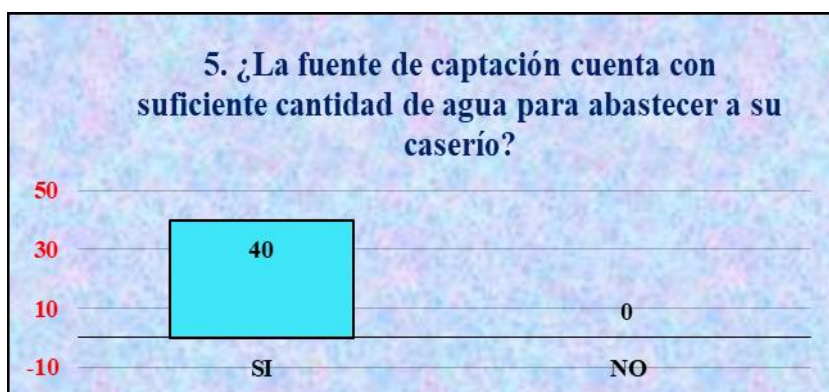 5. ¿La fuente de captación cuenta con
suficiente cantidad de agua para abastecer a su
caserío?
50
30
10
-10
40
0
SI
NO